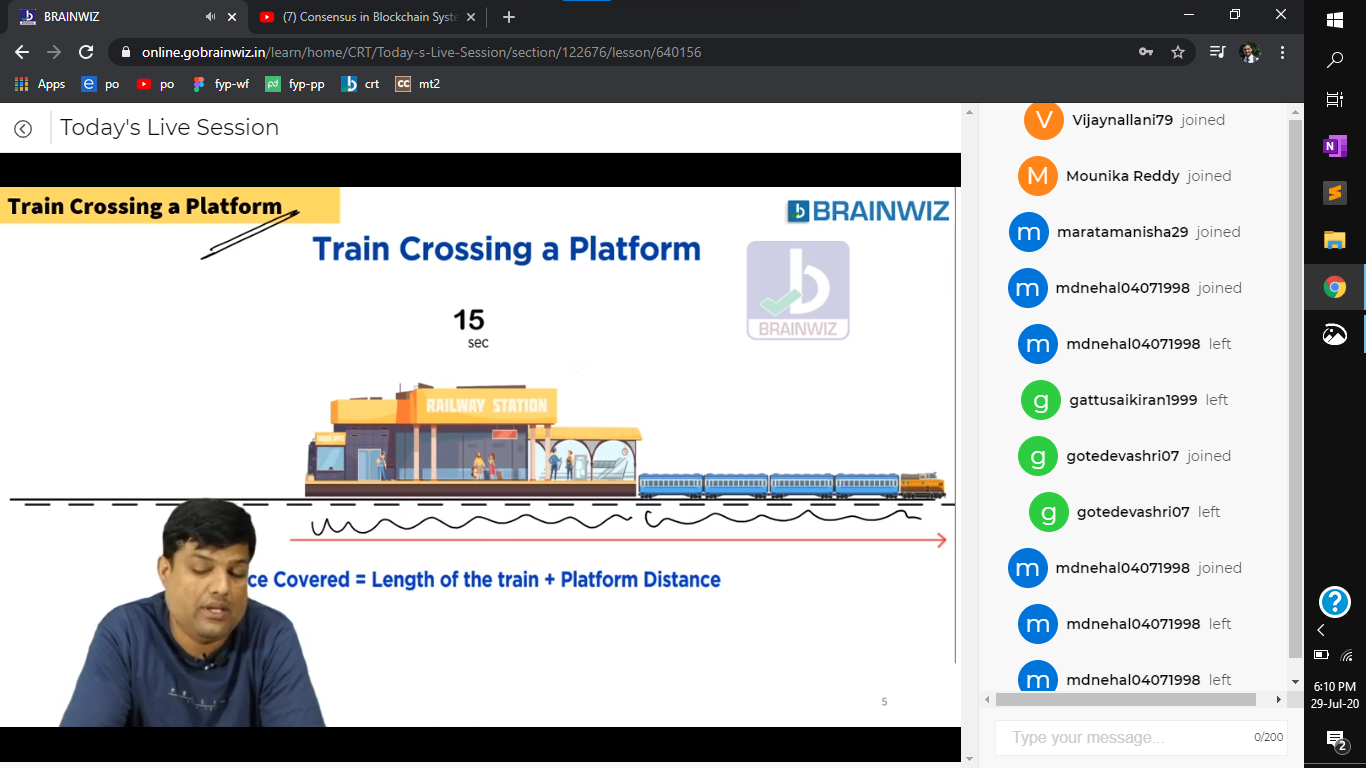 BRAINWIZ
(7) Consensus in Blockchain Syste
online.gobrainwiz.in/learn/home/CRT/Today-s-Live-Session/section/122676/lesson/640156
Apps
po
po
fyp-wf
fyp-pp
crt
CC mt2
Today's Live Session
Train Crossing a Platform
BRAINWIZ
Train Crossing a Platform
BRAINWIZ
15
sec
RAILWAY STATION
ce Covered = Length of the train + Platform Distance
5
V Vijaynallani79 joined
M Mounika Reddy joined
m maratamanisha29 joined
m mdnehal04071998 joined
m mdnehal04071998 left
g gattusaikiran1999 left
g gotedevashri07 joined
g gotedevashri07 left
m mdnehal04071998 joined
m mdnehal04071998 left
m mdnehal04071998 left
Type your message... 0/200
6:10 PM
29-Jul-20
2